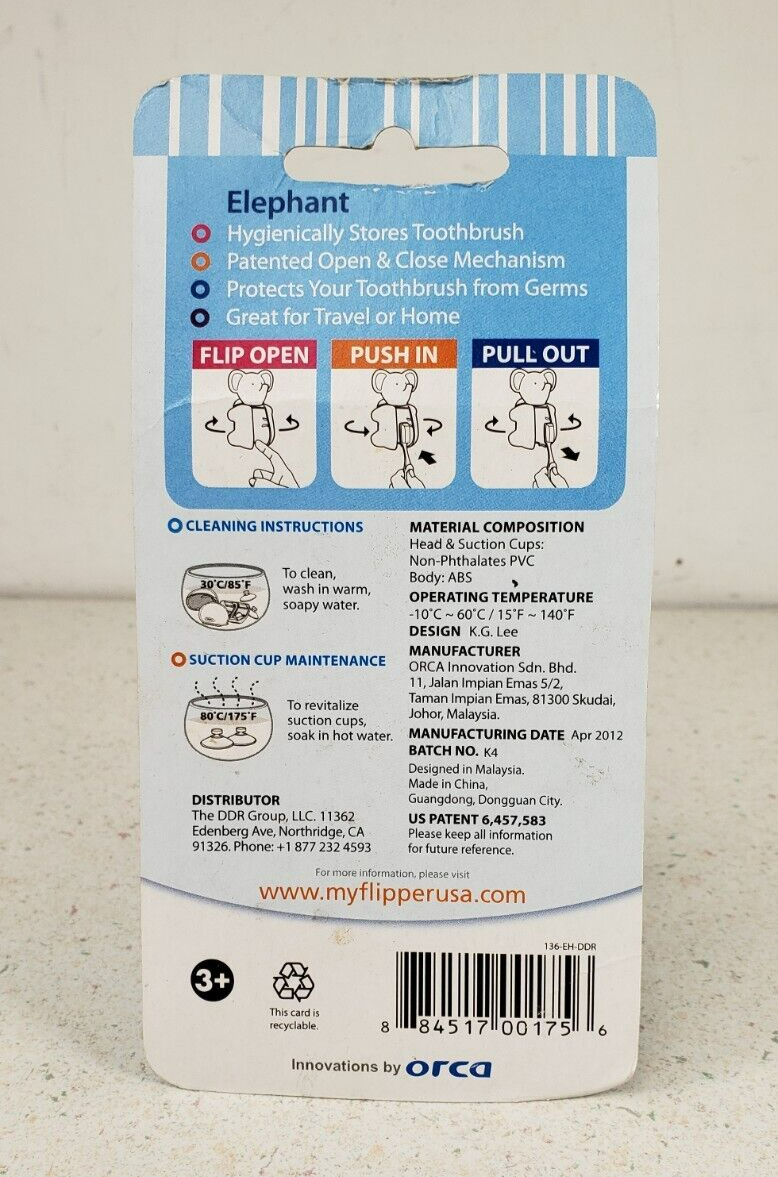 Elephant
Hygienically Stores Toothbrush
Patented Open & Close Mechanism
Protects Your Toothbrush from Germs
Great for Travel or Home
FLIP OPEN
PUSH IN
PULL OUT
CLEANING INSTRUCTIONS
30˚C/85˚F
To clean,
wash in warm,
soapy water.
SUCTION CUP MAINTENANCE
80˚C/175˚F
To revitalize
suction cups,
soak in hot water.
DISTRIBUTOR
The DDR Group, LLC. 11362
Edenberg Ave, Northridge, CA
91326. Phone: +1 877 232 4593
MATERIAL COMPOSITION
Head & Suction Cups:
Non-Phthalates PVC
Body: ABS
OPERATING TEMPERATURE
-10˚C ~ 60˚C / 15˚F ~ 140˚F
DESIGN K.G. Lee
MANUFACTURER
ORCA Innovation Sdn. Bhd.
11, Jalan Impian Emas 5/2,
Taman Impian Emas, 81300 Skudai,
Johor, Malaysia.
MANUFACTURING DATE Apr 2012
BATCH NO. K4
Designed in Malaysia.
Made in China,
Guangdong, Dongguan City.
US PATENT 6,457,583
Please keep all information
for future reference.
For more information, please visit
www.myflipperusa.com
136-EH-DDR
3+
This card is
recyclable.
8 84517 00175 6
Innovations by orca